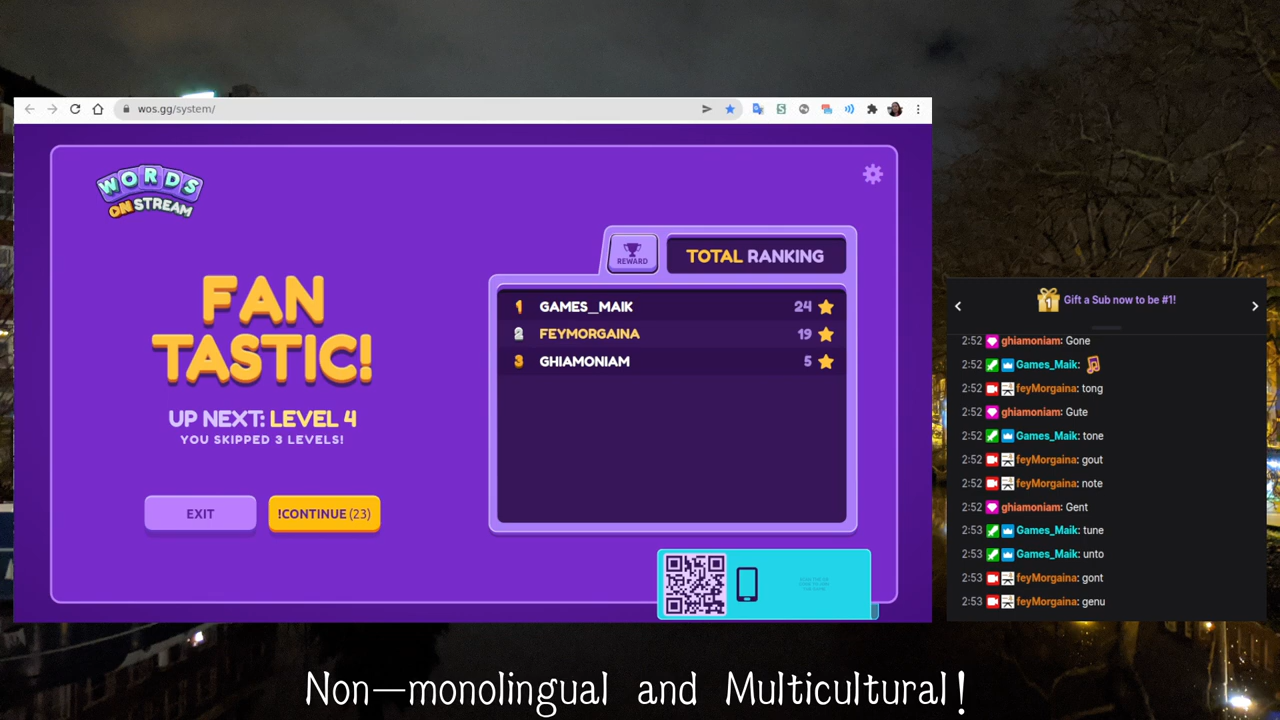 wos.gg/system/
WORDS
ON STREAM
REWARD
TOTAL RANKING
FAN
TASTIC!
UP NEXT: LEVEL 4
YOU SKIPPED 3 LEVELS!
EXIT
!CONTINUE (23)
1 GAMES_MAIK 24
2 FEYMORGAINA 19
3 GHIAMONIAM 5
1 Gift a Sub now to be #1!
2:52 ghiamoniam: Gone
2:52 Games_Maik:
2:52 feyMorgaina: tong
2:52 ghiamoniam: Gute
2:52 Games_Maik: tone
2:52 feyMorgaina: gout
2:52 feyMorgaina: note
2:52 ghiamoniam: Gent
2:53 Games_Maik: tune
2:53 Games_Maik: unto
2:53 feyMorgaina: gont
2:53 feyMorgaina: genu
Non-monolingual and Multicultural!